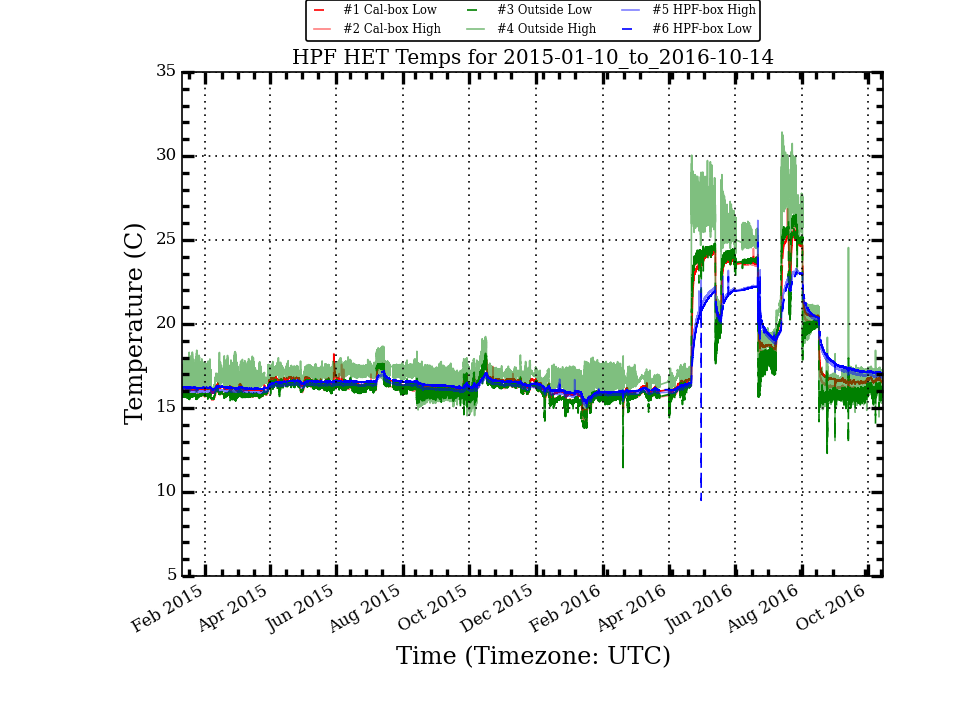 #1 Cal-box Low #3 Outside Low #5 HPF-box High
#2 Cal-box High #4 Outside High #6 HPF-box Low
HPF HET Temps for 2015-01-10_to_2016-10-14
35
30
25
20
15
10
5
Temperature (C)
Feb 2015 Apr 2015 Jun 2015 Aug 2015 Oct 2015 Dec 2015 Feb 2016 Apr 2016 Jun 2016 Aug 2016 Oct 2016
Time (Timezone: UTC)